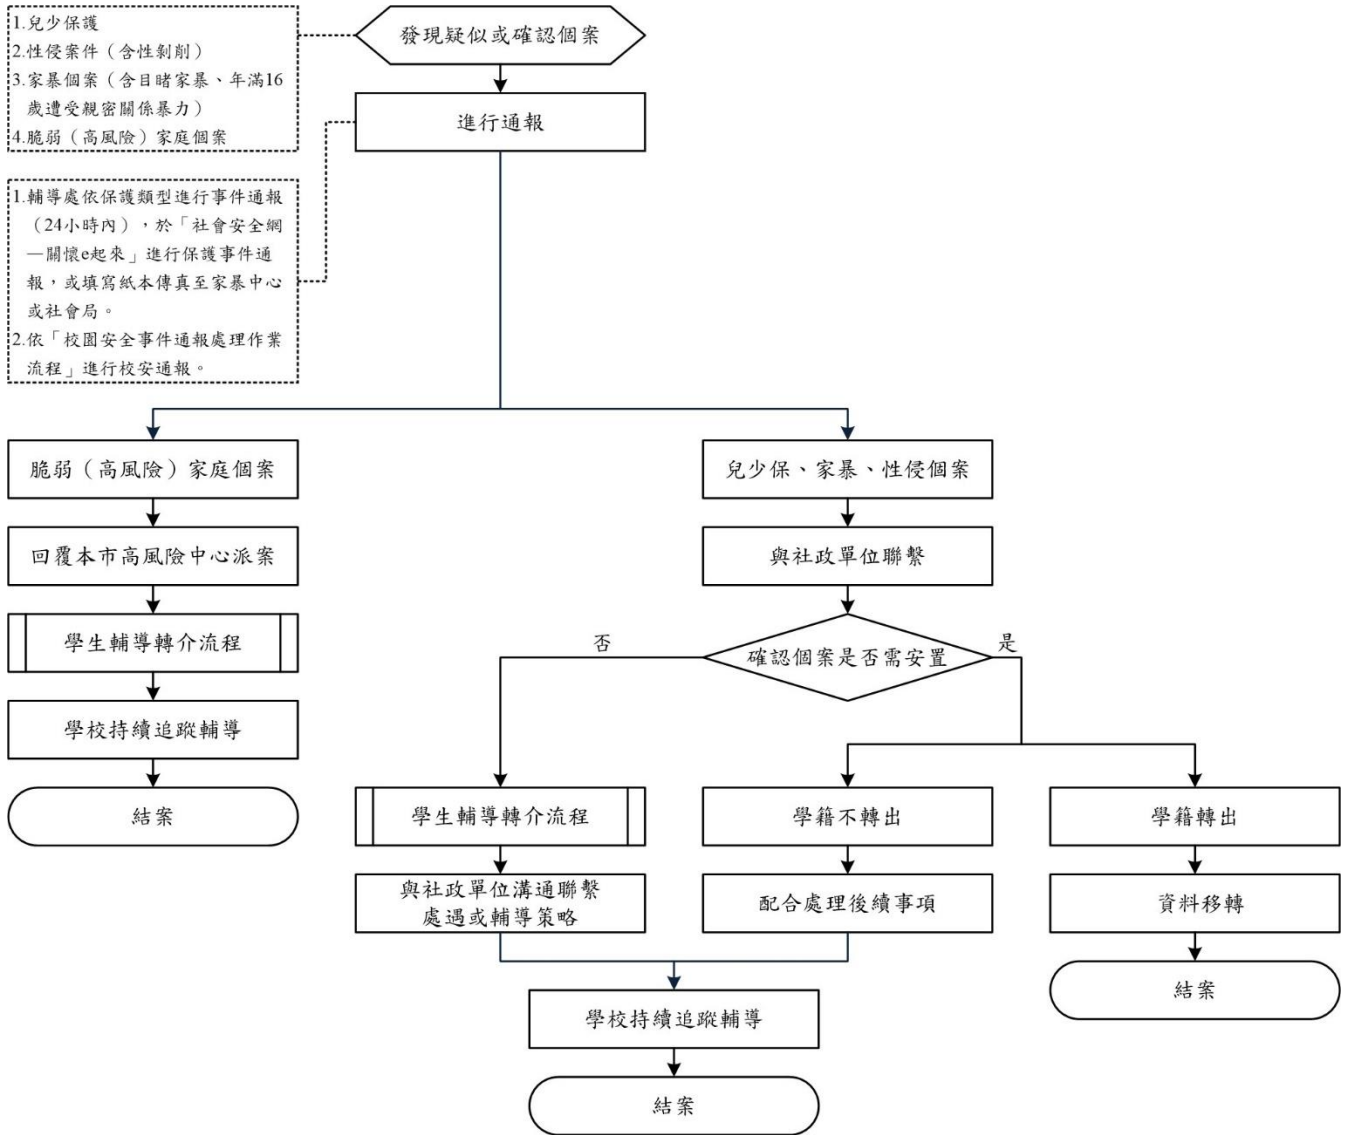 1.兒少保護
2.性侵案件（含性剝削）
3.家暴個案（含目睹家暴、年滿16
歲遭受親密關係暴力）
4.脆弱（高風險）家庭個案
發現疑似或確認個案
進行通報
1.輔導處依保護類型進行事件通報
（24小時內），於「社會安全網
—關懷e起來」進行保護事件通
報，或填寫紙本傳真至家暴中心
或社會局。
2.依「校園安全事件通報處理作業
流程」進行校安通報。
脆弱（高風險）家庭個案
回覆本市高風險中心派案
學生輔導轉介流程
學校持續追蹤輔導
結案
兒少保、家暴、性侵個案
與社政單位聯繫
確認個案是否需安置
否
是
學生輔導轉介流程
與社政單位溝通聯繫
處遇或輔導策略
學籍不轉出
配合處理後續事項
學籍轉出
資料移轉
結案
學校持續追蹤輔導
結案